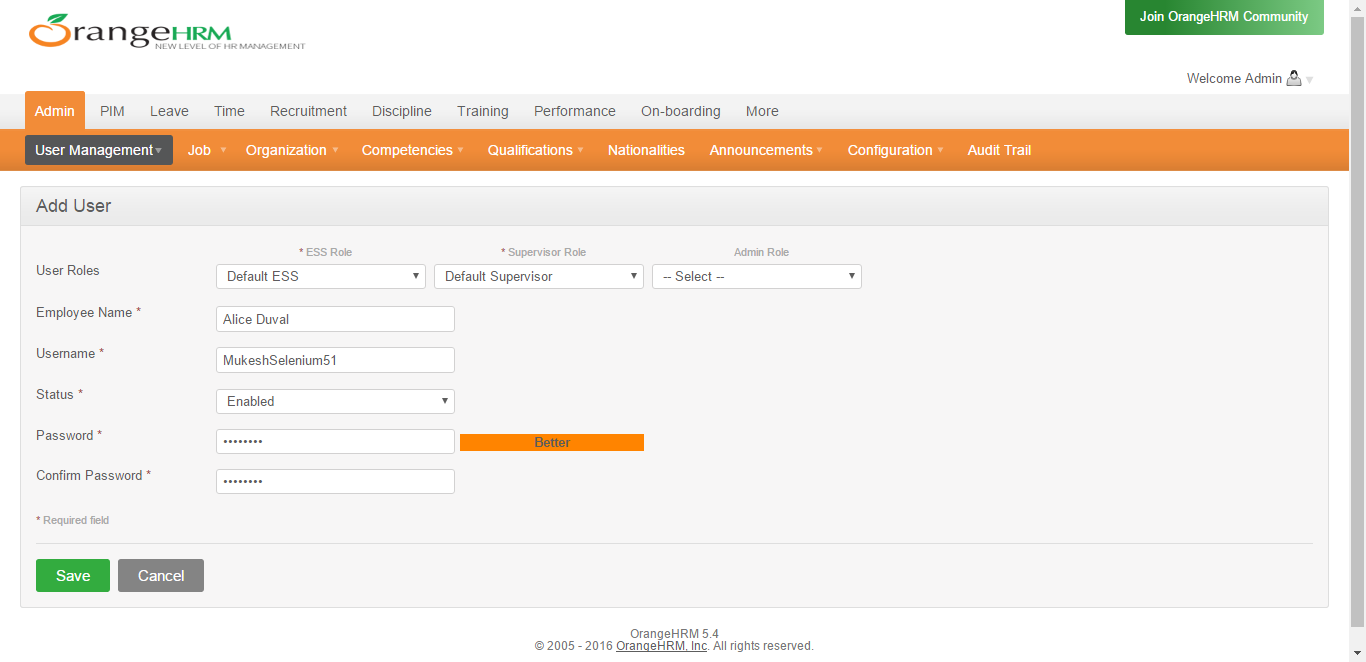 OrangeHRM
NEW LEVEL OF HR MANAGEMENT
Join OrangeHRM Community
Welcome Admin
Admin PIM Leave Time Recruitment Discipline Training Performance On-boarding More
User Management Job Organization Competencies Qualifications Nationalities Announcements Configuration Audit Trail
Add User
* ESS Role * Supervisor Role Admin Role
User Roles Default ESS Default Supervisor -- Select --
Employee Name * Alice Duval
Username * MukeshSelenium51
Status * Enabled
Password * •••••••• Better
Confirm Password * ••••••••
* Required field
Save Cancel
OrangeHRM 5.4
© 2005 - 2016 OrangeHRM, Inc. All rights reserved.